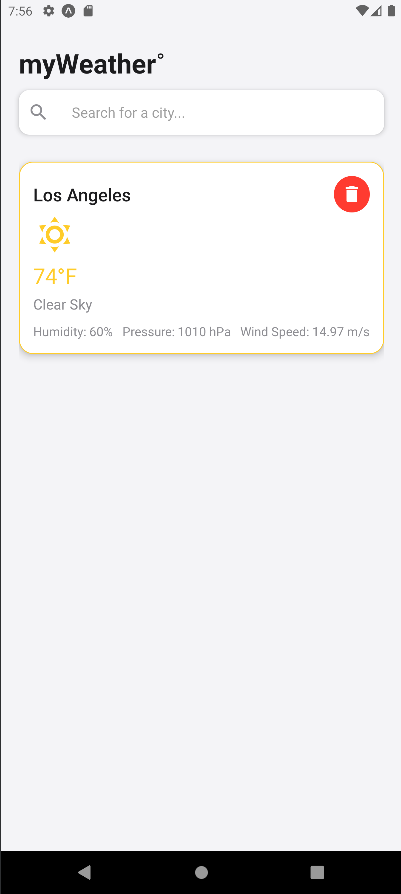 7:56
myWeather°
Search for a city...
Los Angeles
74°F
Clear Sky
Humidity: 60% Pressure: 1010 hPa Wind Speed: 14.97 m/s